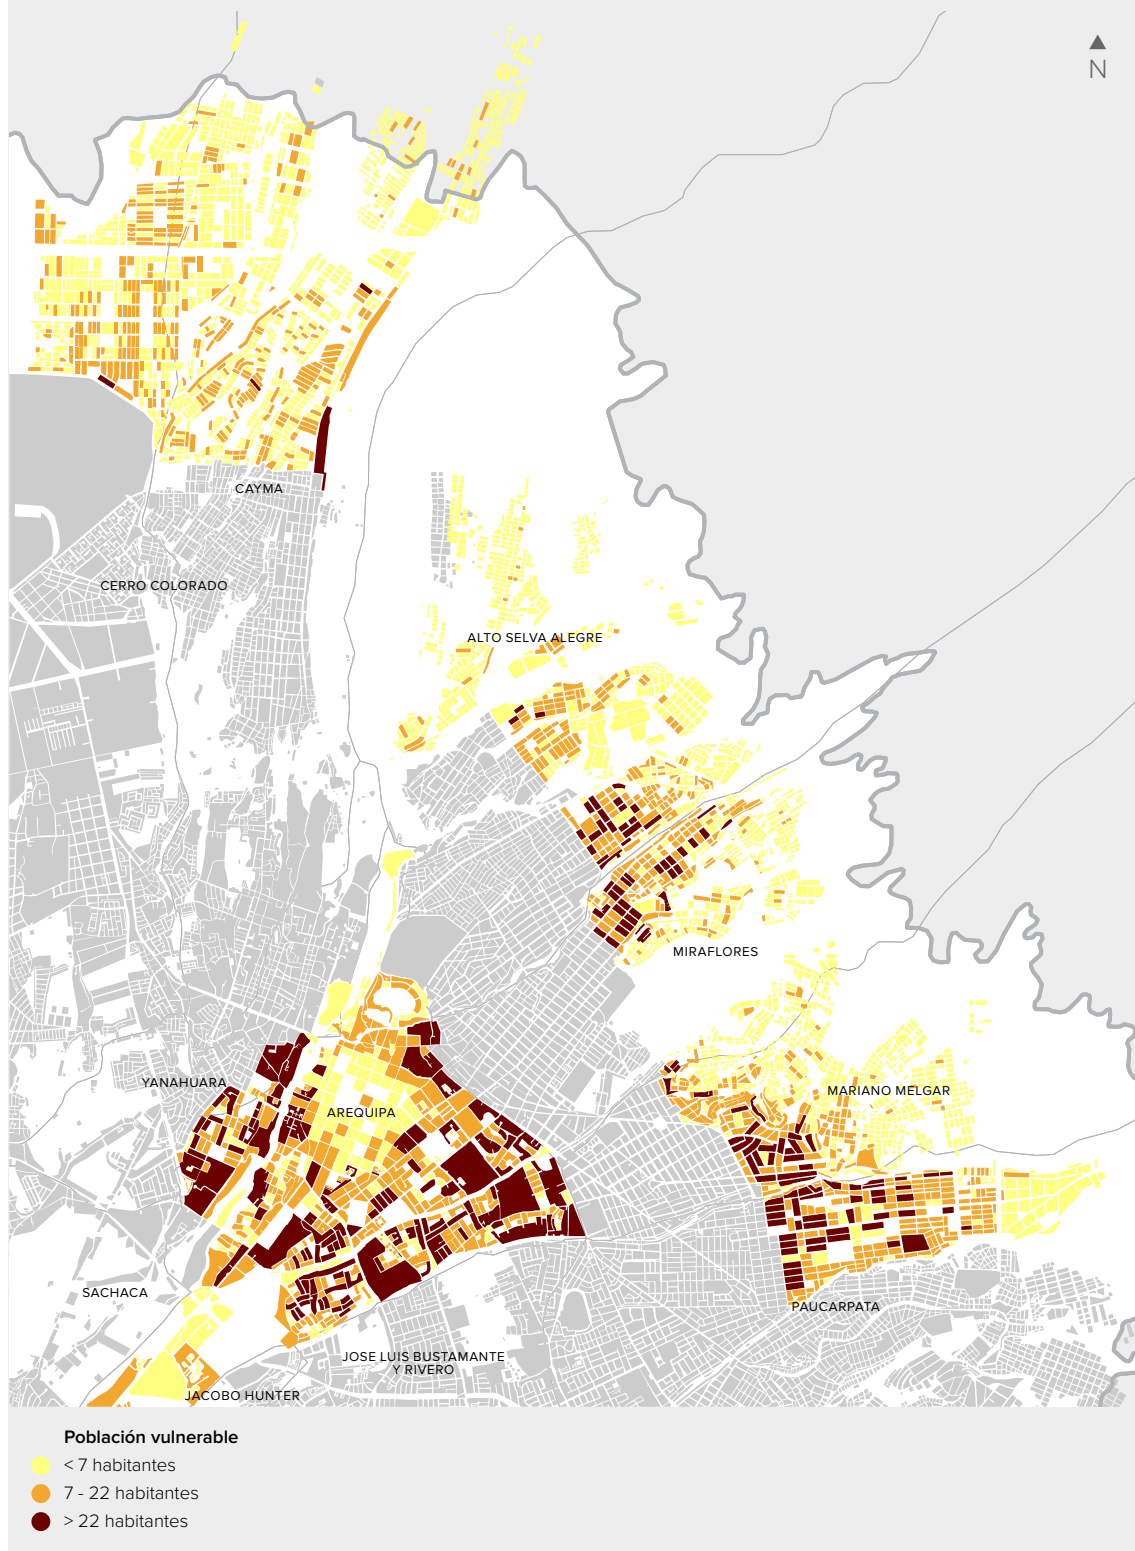 N
CAYMA
CERRO COLORADO
ALTO SELVA ALEGRE
MIRAFLORES
YANAHUARA
MARIANO MELGAR
AREQUIPA
SACHACA
PAUCARPATA
JOSE LUIS BUSTAMANTE
Y RIVERO
JACOBO HUNTER
Población vulnerable
< 7 habitantes
7 - 22 habitantes
> 22 habitantes